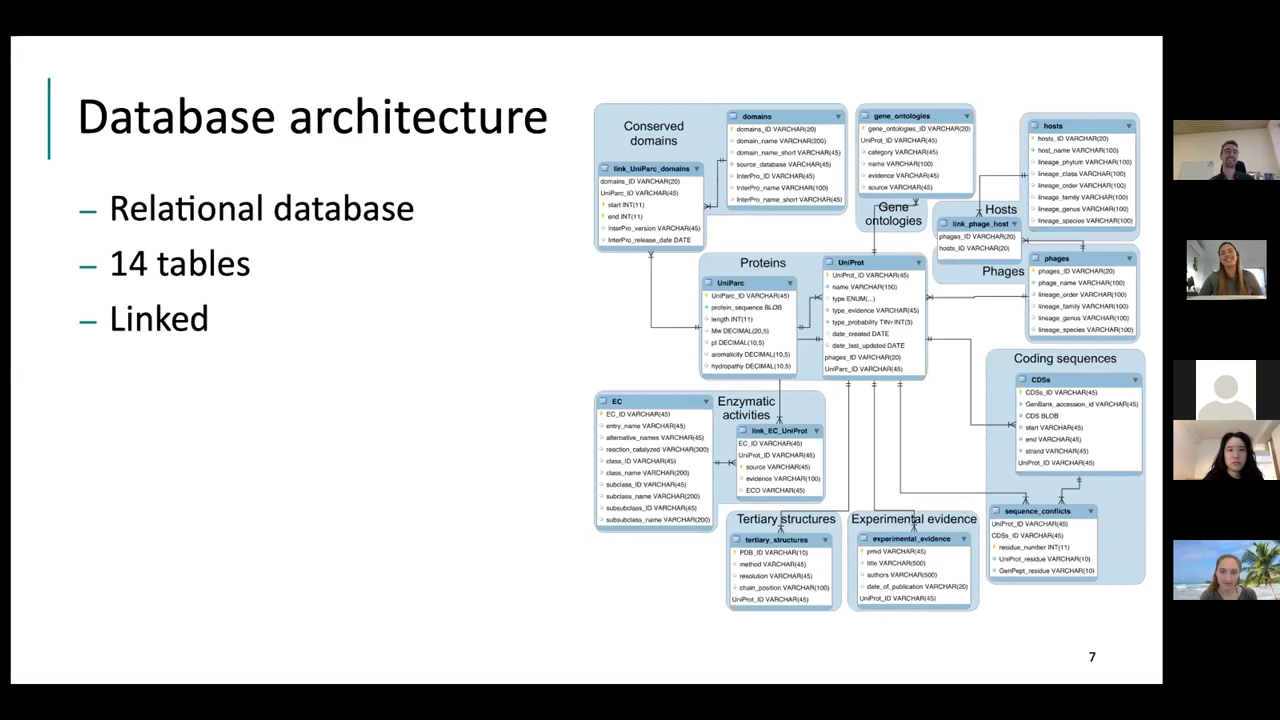 Database architecture
– Relational database
– 14 tables
– Linked
Conserved
domains
domains
domains_ID VARCHAR(20)
domain_name VARCHAR(200)
domain_name_short VARCHAR(45)
source_database VARCHAR(45)
InterPro_ID VARCHAR(45)
InterPro_name VARCHAR(100)
InterPro_name_short VARCHAR(45)
link_UniParc_domains
domains_ID VARCHAR(20)
UniParc_ID VARCHAR(45)
start INT(11)
end INT(11)
InterPro_version VARCHAR(45)
InterPro_release_date DATE
gene_ontologies
gene_ontologies_ID VARCHAR(20)
UniProt_ID VARCHAR(45)
category VARCHAR(45)
name VARCHAR(100)
evidence VARCHAR(45)
source VARCHAR(45)
Gene
ontologies
hosts
hosts_ID VARCHAR(20)
host_name VARCHAR(100)
lineage_phylum VARCHAR(100)
lineage_class VARCHAR(100)
lineage_order VARCHAR(100)
lineage_family VARCHAR(100)
lineage_genus VARCHAR(100)
lineage_species VARCHAR(100)
Hosts
link_phage_host
phages_ID VARCHAR(20)
hosts_ID VARCHAR(20)
Phages
phages
phages_ID VARCHAR(20)
phage_name VARCHAR(100)
lineage_order VARCHAR(100)
lineage_family VARCHAR(100)
lineage_genus VARCHAR(100)
lineage_species VARCHAR(100)
Proteins
UniParc
UniParc_ID VARCHAR(45)
protein_sequence BLOB
length INT(11)
Mw DECIMAL(20,5)
pI DECIMAL(10,5)
aromaticity DECIMAL(10,5)
hydropathy DECIMAL(10,5)
UniProt
UniProt_ID VARCHAR(45)
name VARCHAR(150)
type ENUM(...)
type_evidence VARCHAR(45)
type_probability TINYINT(3)
date_created DATE
date_last_updated DATE
phages_ID VARCHAR(20)
UniParc_ID VARCHAR(45)
Coding sequences
CDSs
CDSs_ID VARCHAR(45)
GenBank_accession_id VARCHAR(45)
CDS BLOB
start VARCHAR(45)
end VARCHAR(45)
strand VARCHAR(45)
UniProt_ID VARCHAR(45)
EC
EC_ID VARCHAR(45)
entry_name VARCHAR(45)
alternative_names VARCHAR(45)
reaction_catalyzed VARCHAR(300)
class_ID VARCHAR(45)
class_name VARCHAR(200)
subclass_ID VARCHAR(45)
subclass_name VARCHAR(200)
subsubclass_ID VARCHAR(45)
subsubclass_name VARCHAR(200)
Enzymatic
activities
link_EC_UniProt
EC_ID VARCHAR(45)
UniProt_ID VARCHAR(45)
source VARCHAR(45)
evidence VARCHAR(100)
ECO VARCHAR(45)
Tertiary structures
tertiary_structures
PDB_ID VARCHAR(10)
method VARCHAR(45)
resolution VARCHAR(45)
chain_position VARCHAR(100)
UniProt_ID VARCHAR(45)
Experimental evidence
experimental_evidence
pmid VARCHAR(45)
title VARCHAR(500)
authors VARCHAR(500)
date_of_publication VARCHAR(20)
UniProt_ID VARCHAR(45)
sequence_conflicts
UniProt_ID VARCHAR(45)
CDSs_ID VARCHAR(45)
residue_number INT(11)
UniProt_residue VARCHAR(10)
GenPept_residue VARCHAR(10)
7